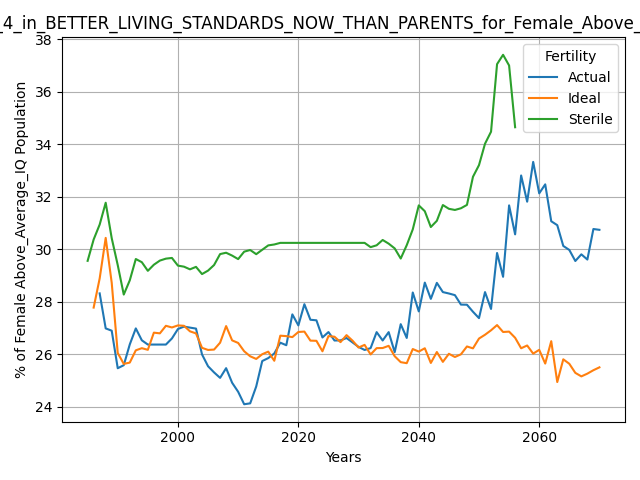 _4_in_BETTER_LIVING_STANDARDS_NOW_THAN_PARENTS_for_Female_Above_
% of Female Above_Average_IQ Population
38
36
34
32
30
28
26
24
Fertility
Actual
Ideal
Sterile
2000
2020
2040
2060
Years